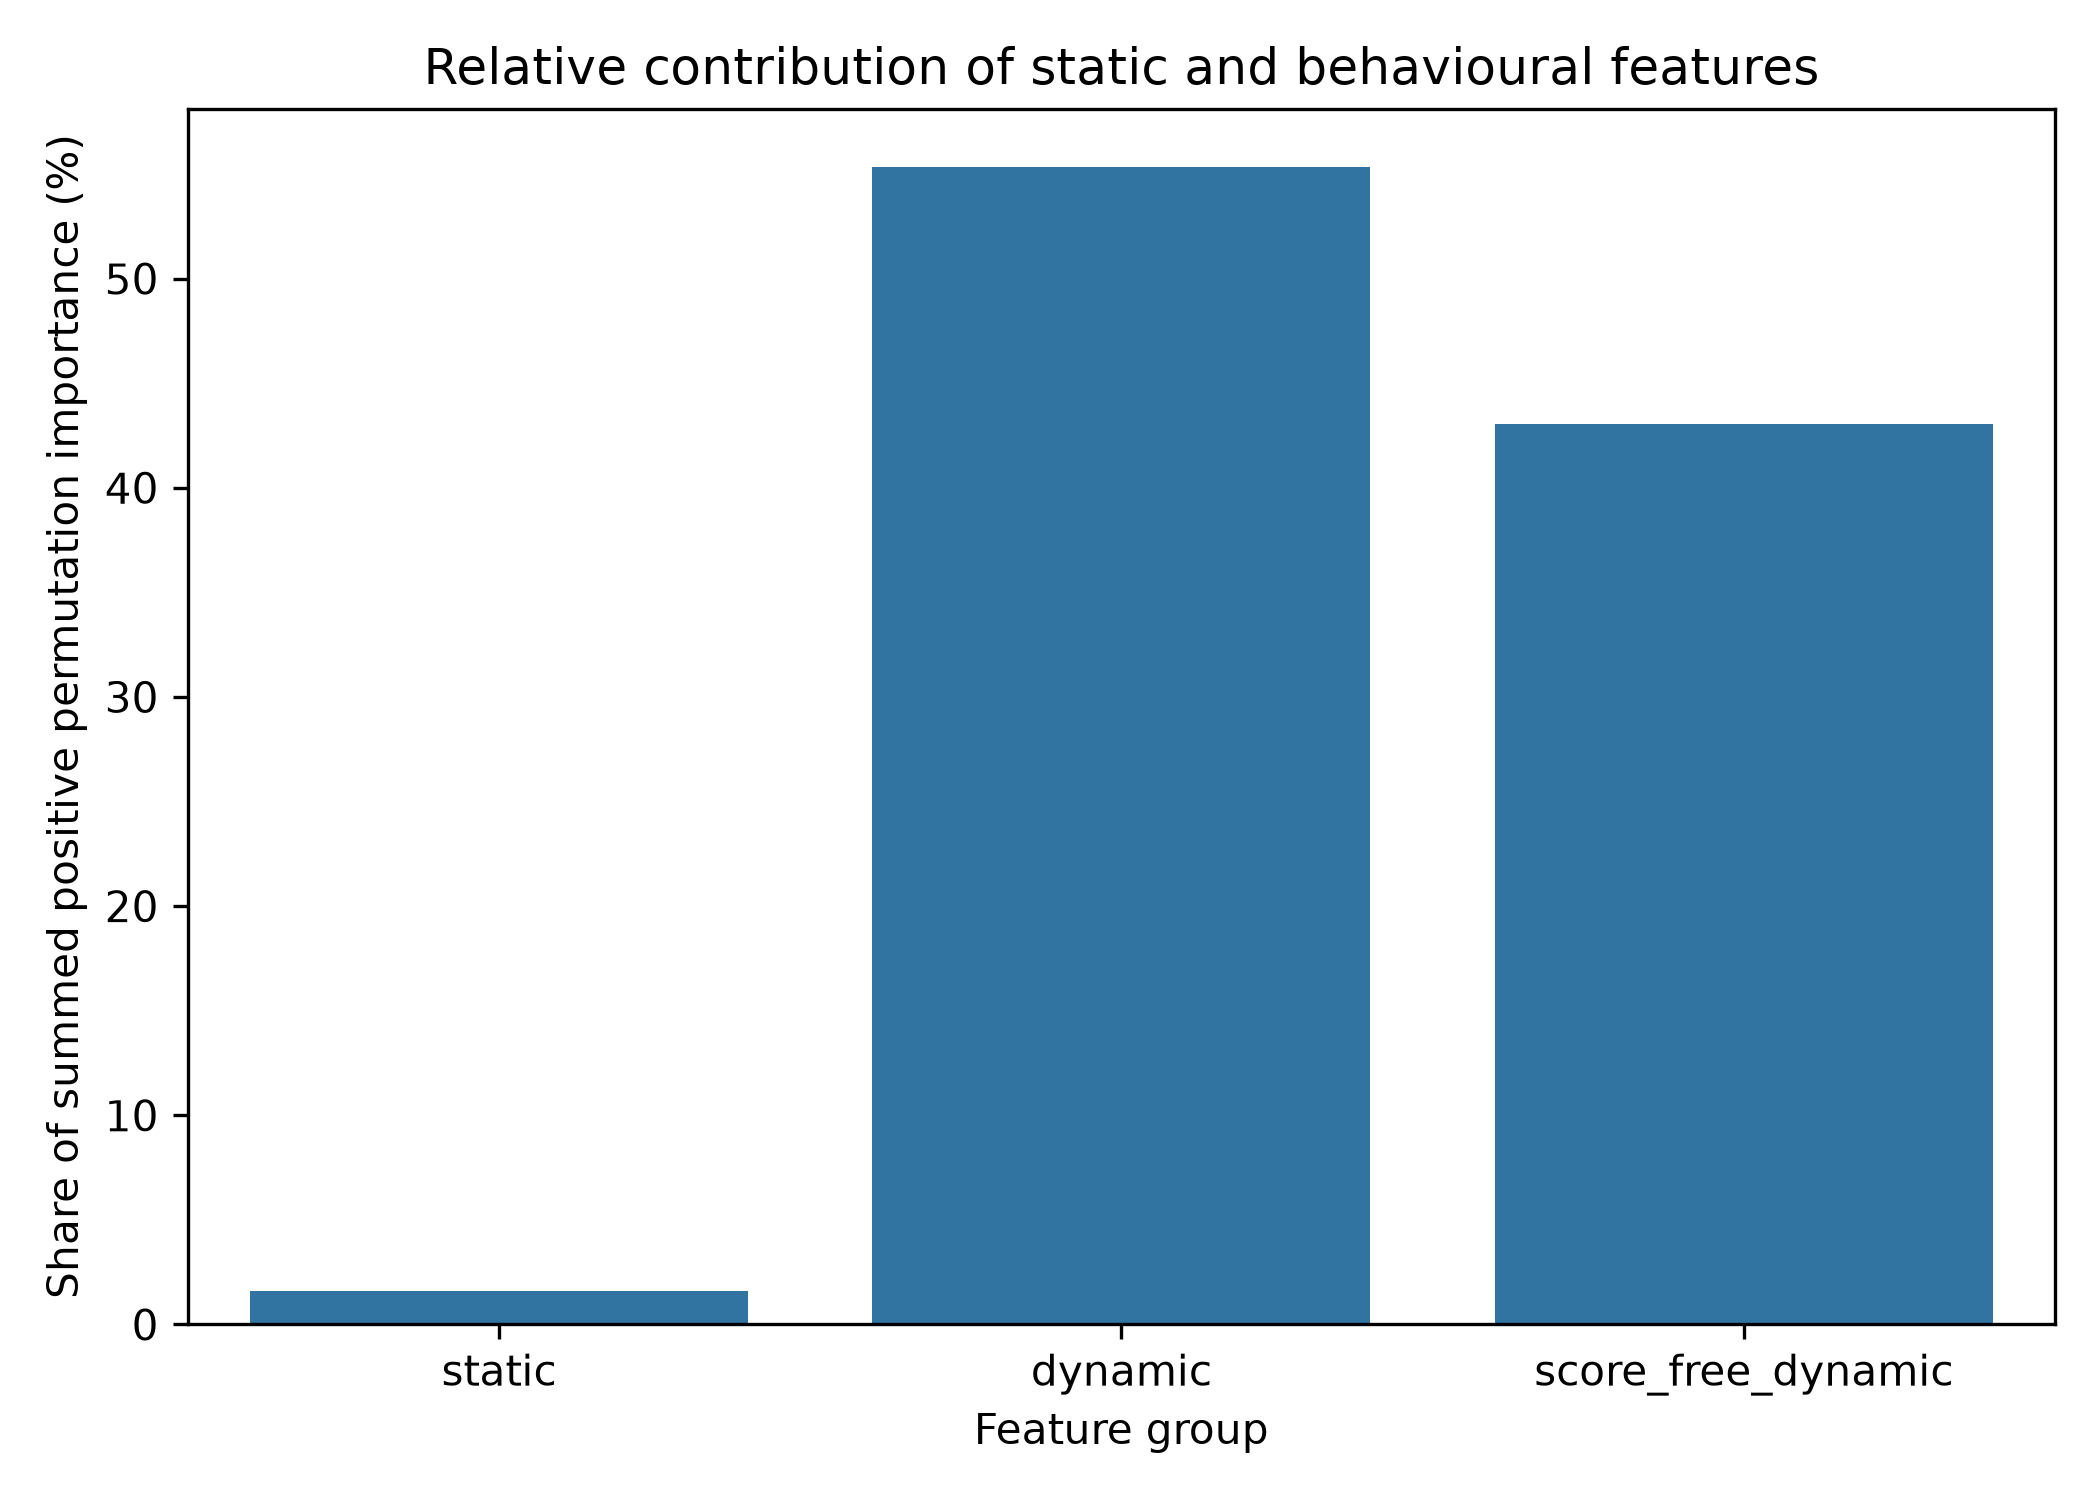 Relative contribution of static and behavioural features
Share of summed positive permutation importance (%)
50
40
30
20
10
0
static
dynamic
score_free_dynamic
Feature group